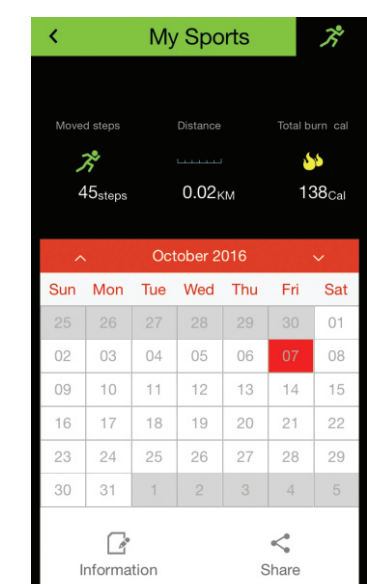 My Sports
Moved steps Distance Total burn cal
45steps 0.02KM 138Cal
October 2016
Sun Mon Tue Wed Thu Fri Sat
25 26 27 28 29 30 01
02 03 04 05 06 07 08
09 10 11 12 13 14 15
16 17 18 19 20 21 22
23 24 25 26 27 28 29
30 31 1 2 3 4 5
Information Share